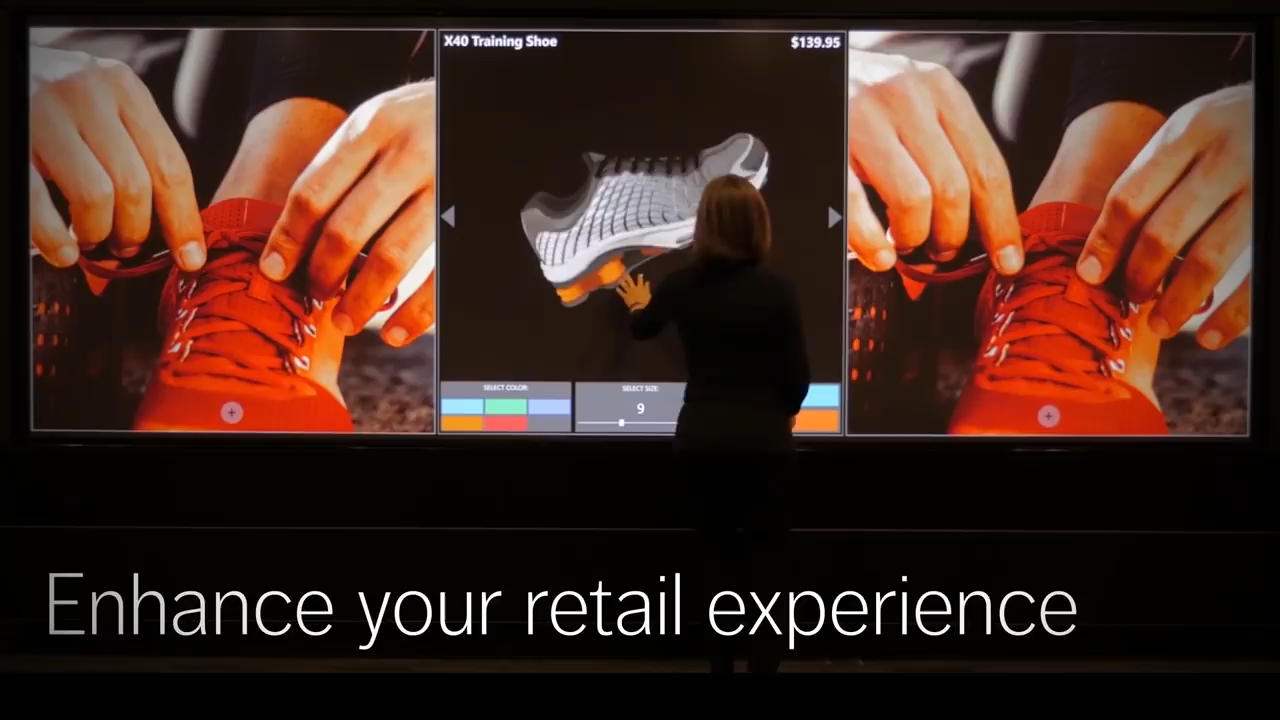 X40 Training Shoe
$139.95
SELECT COLOR:
SELECT SIZE:
9
Enhance your retail experience